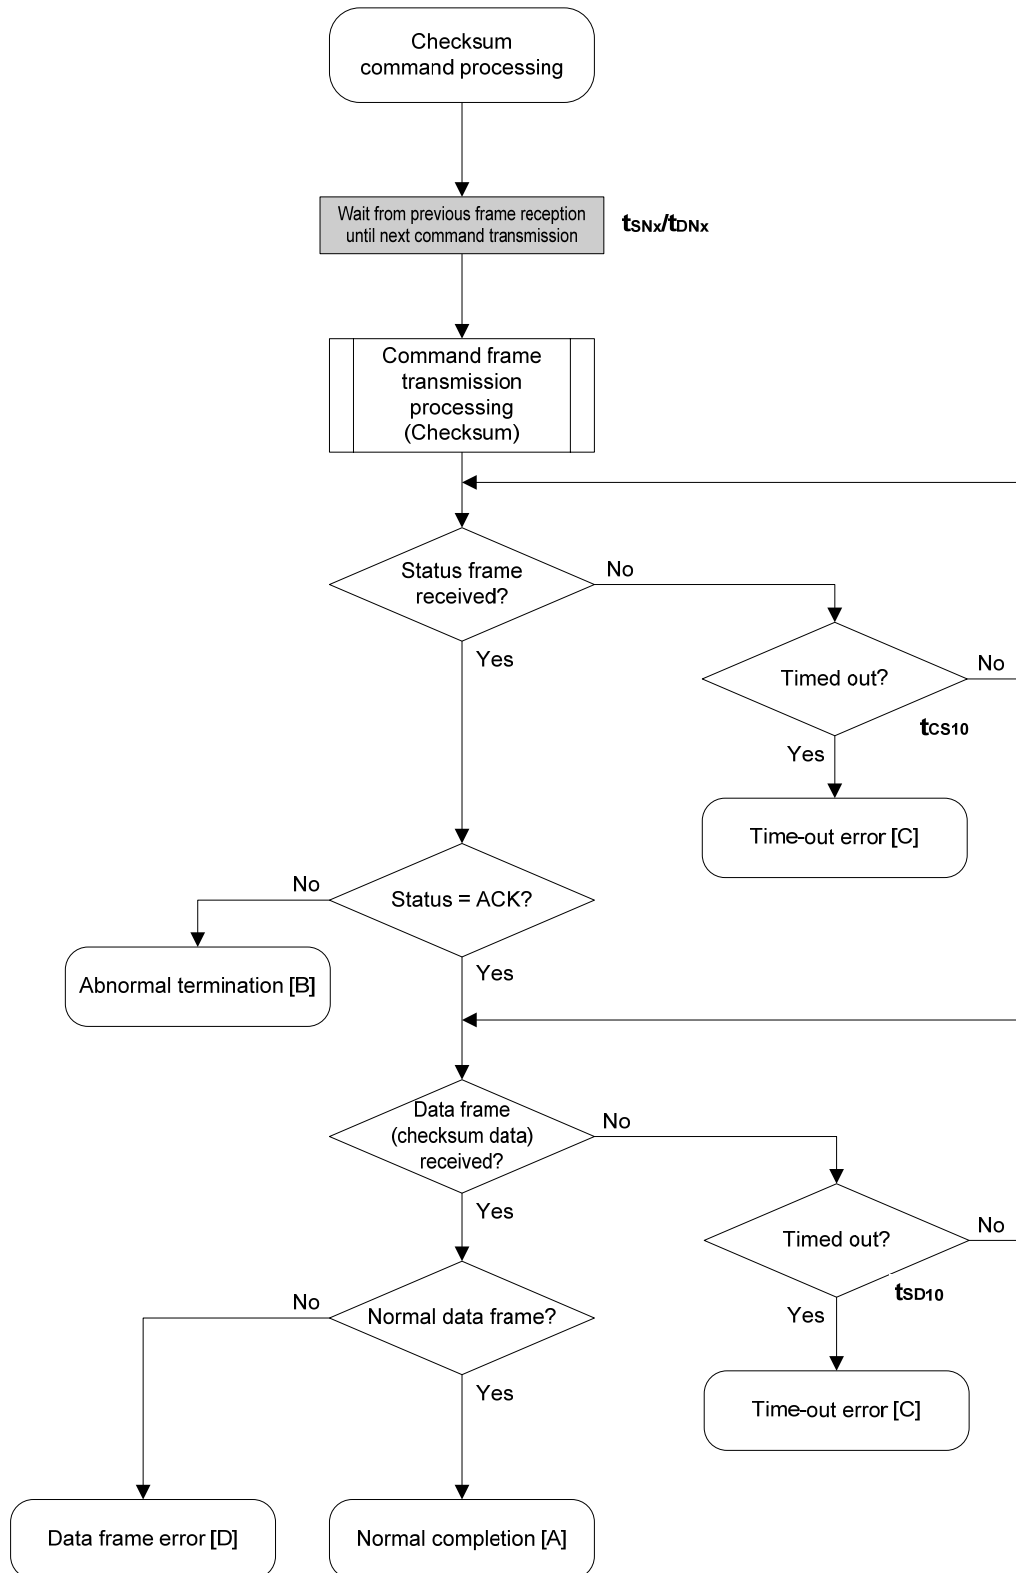 Checksum
command processing
Wait from previous frame reception
until next command transmission
tSNx/tDNx
Command frame
transmission
processing
(Checksum)
Status frame
received?
No
Yes
Timed out?
No
tCS10
Yes
Time-out error [C]
No
Status = ACK?
Abnormal termination [B]
Yes
Data frame
(checksum data)
received?
No
Yes
Timed out?
No
tSD10
Yes
No
Normal data frame?
Yes
Time-out error [C]
Data frame error [D]
Normal completion [A]